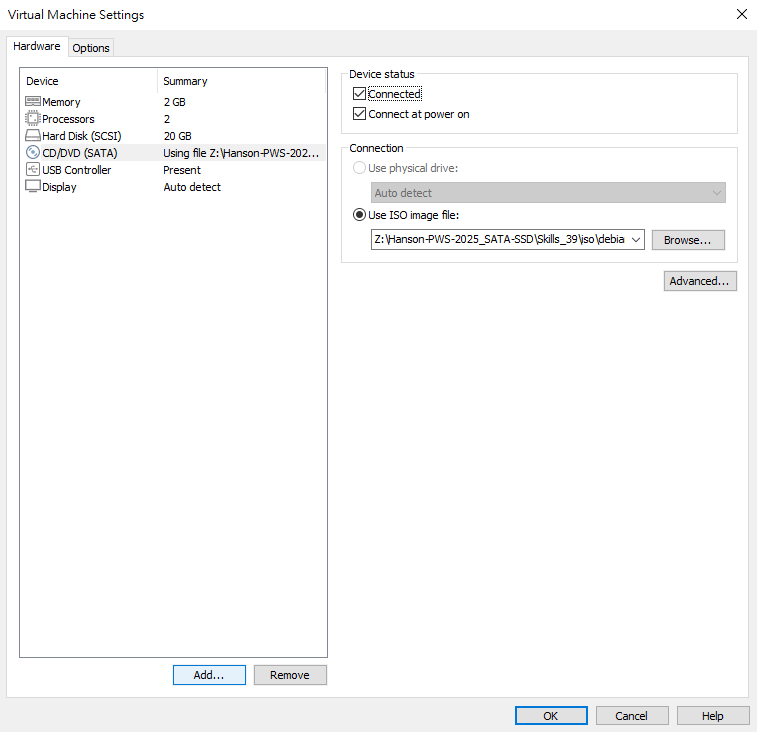 Virtual Machine Settings
Hardware Options
Device Summary
Memory 2 GB
Processors 2
Hard Disk (SCSI) 20 GB
CD/DVD (SATA) Using file Z:\Hanson-PWS-202...
USB Controller Present
Display Auto detect
Add... Remove
Device status
Connected
Connect at power on
Connection
Use physical drive:
Auto detect
Use ISO image file:
Z:\Hanson-PWS-2025_SATA-SSD\Skills_39\iso\debia
Browse...
Advanced...
OK Cancel Help